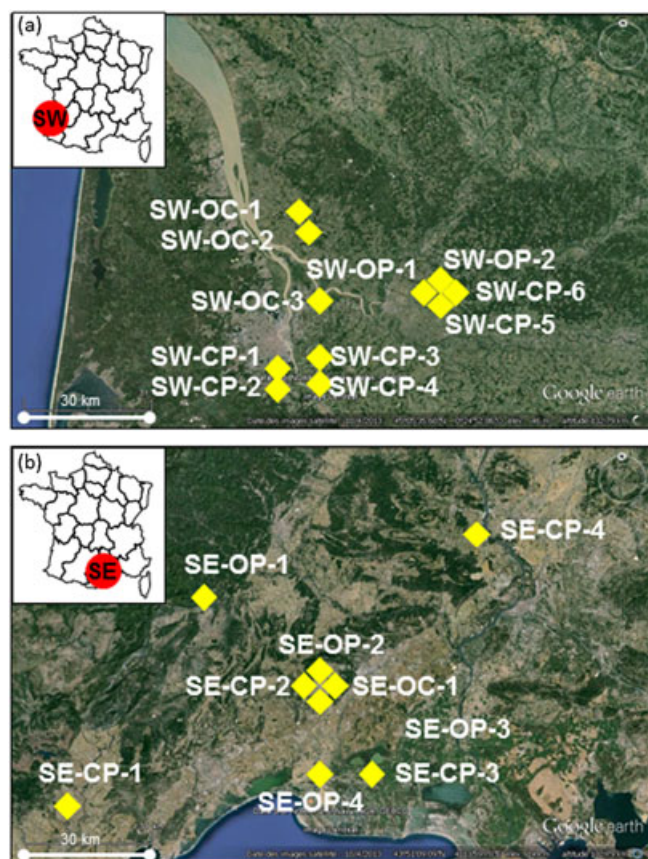 (a)
SW
SW-OC-1
SW-OC-2
SW-OP-1
SW-OP-2
SW-OC-3
SW-CP-6
SW-CP-5
SW-CP-1
SW-CP-3
SW-CP-2
SW-CP-4
30 km
Google earth
(b)
SE
SE-CP-4
SE-OP-1
SE-OP-2
SE-CP-2
SE-OC-1
SE-OP-3
SE-CP-1
SE-CP-3
SE-OP-4
30 km
Google earth